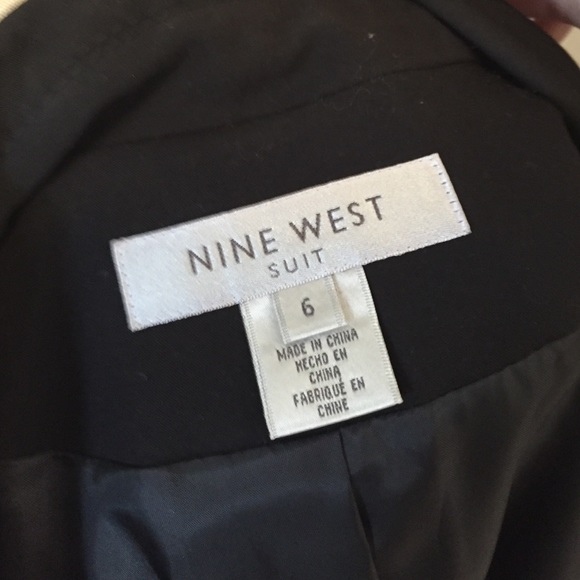 NINE WEST
SUIT
6
MADE IN CHINA
HECHO EN
CHINA
FABRIQUÉ EN
CHINE